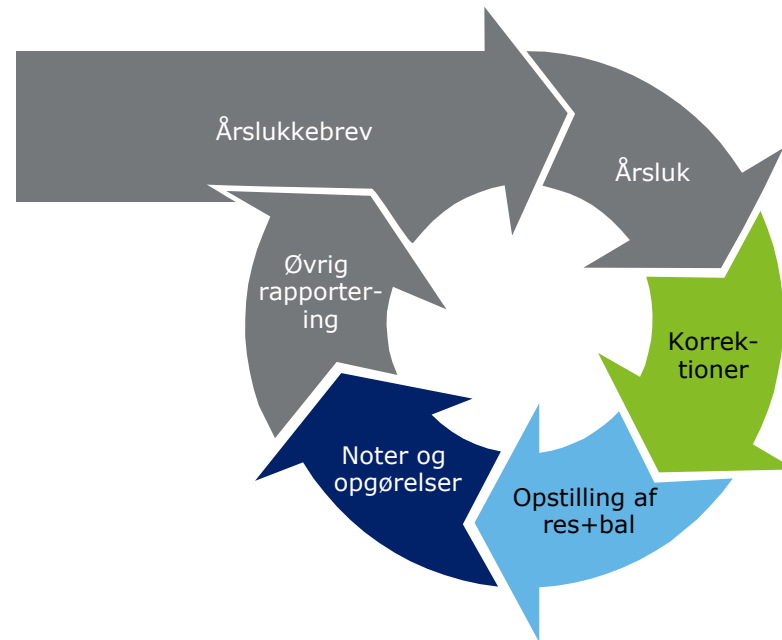 Årslukkebrev
Årsluk
Korrek-
tioner
Opstilling af
res+bal
Noter og
opgørelser
Øvrig
rapporter-
ing